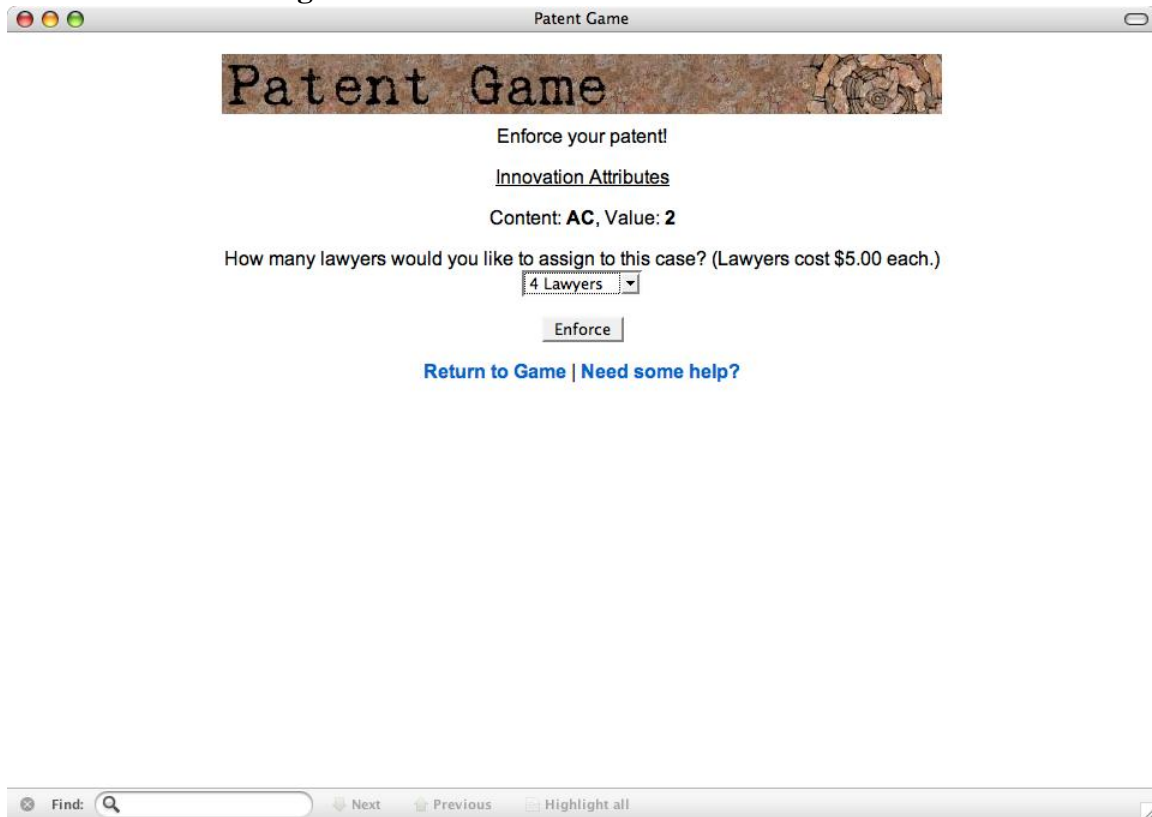 Patent Game
Patent Game
Enforce your patent!
Innovation Attributes
Content: AC, Value: 2
How many lawyers would you like to assign to this case? (Lawyers cost $5.00 each.)
4 Lawyers
Enforce
Return to Game | Need some help?
Find: Next Previous Highlight all